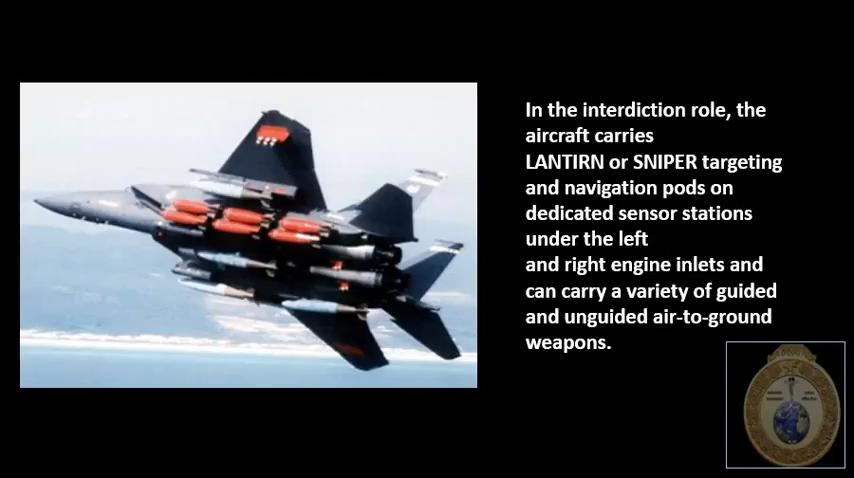 In the interdiction role, the
aircraft carries
LANTIRN or SNIPER targeting
and navigation pods on
dedicated sensor stations
under the left
and right engine inlets and
can carry a variety of guided
and unguided air-to-ground
weapons.